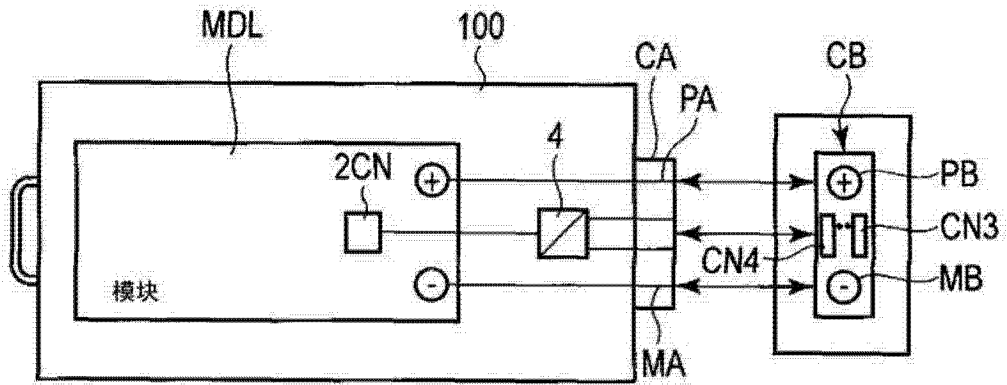 MDL
100
CA
PA
CB
4
2CN
+
+
PB
CN3
CN4
模块
-
-
MB
MA